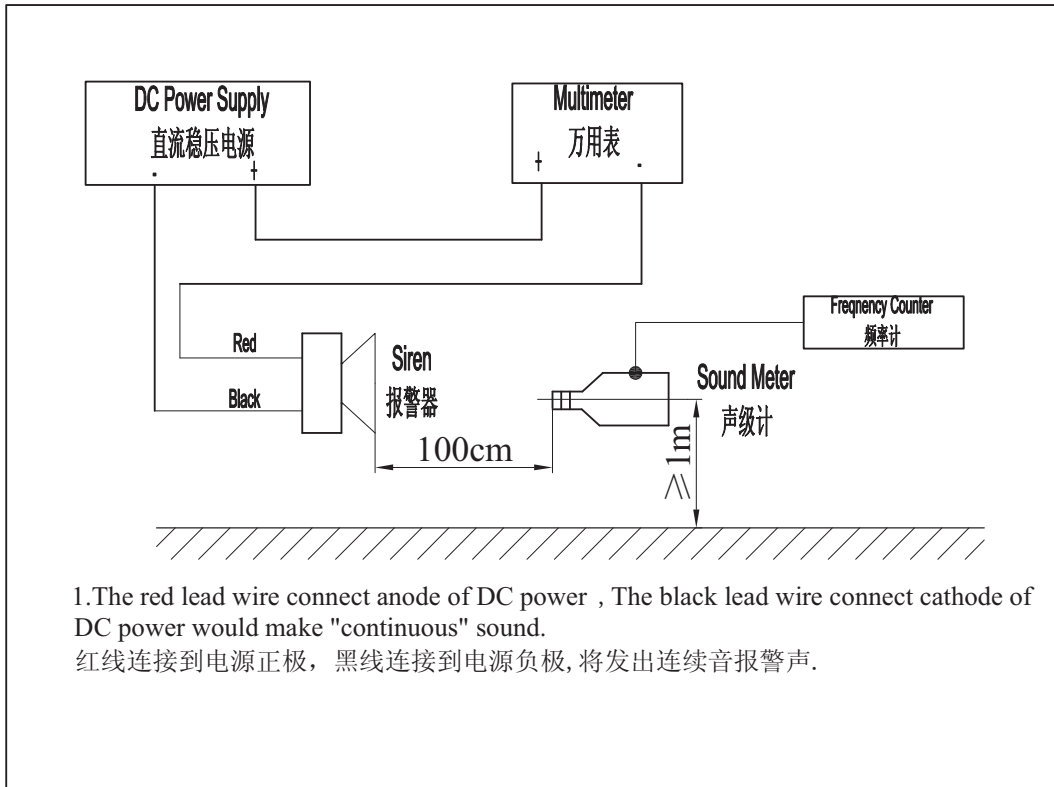 DC Power Supply
直流稳压电源
- +
Multimeter
万用表
+ -
Freqnency Counter
频率计
Red
Black
Siren
报警器
Sound Meter
声级计
100cm
≥1m
1.The red lead wire connect anode of DC power , The black lead wire connect cathode of
DC power would make "continuous" sound.
红线连接到电源正极，黑线连接到电源负极,将发出连续音报警声.